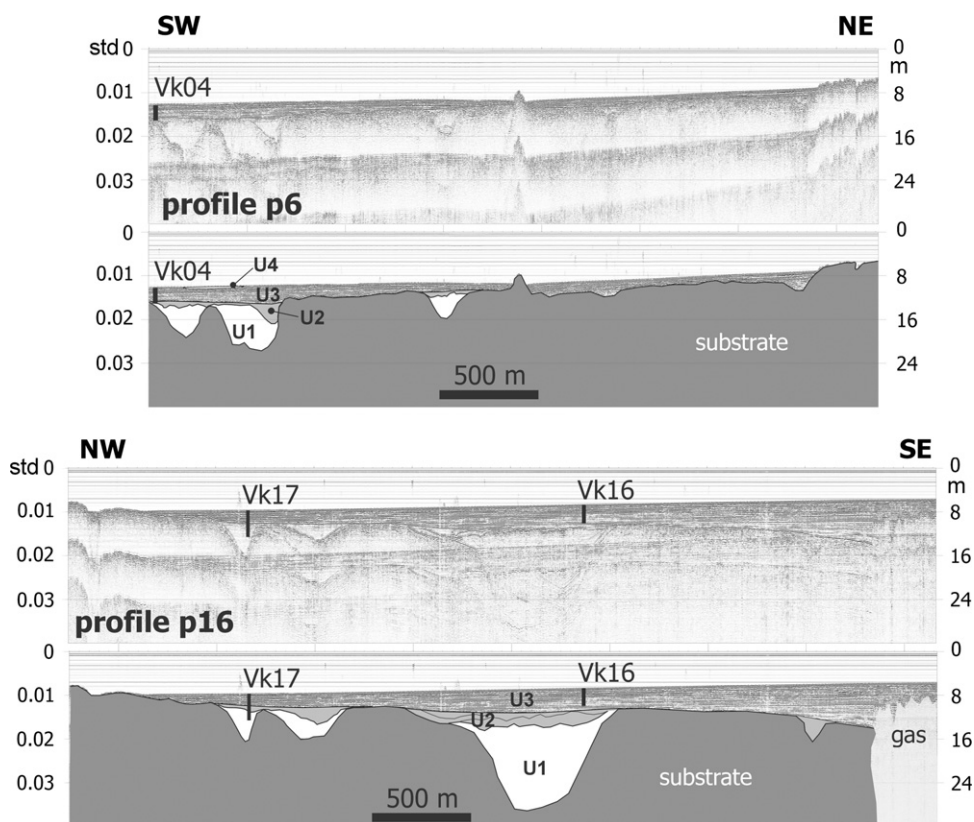 SW NE
std 0 0
m
Vk04
0.01 8
0.02 16
0.03 24
profile p6
0 0
Vk04 U4
0.01 8
U3
U2
0.02 16
U1
substrate
0.03 24
500 m
NW SE
std 0 0
m
Vk17 Vk16
0.01 8
0.02 16
0.03 24
profile p16
0 0
Vk17 Vk16
0.01 U3 8
U2
gas
0.02 16
U1
substrate
0.03 24
500 m